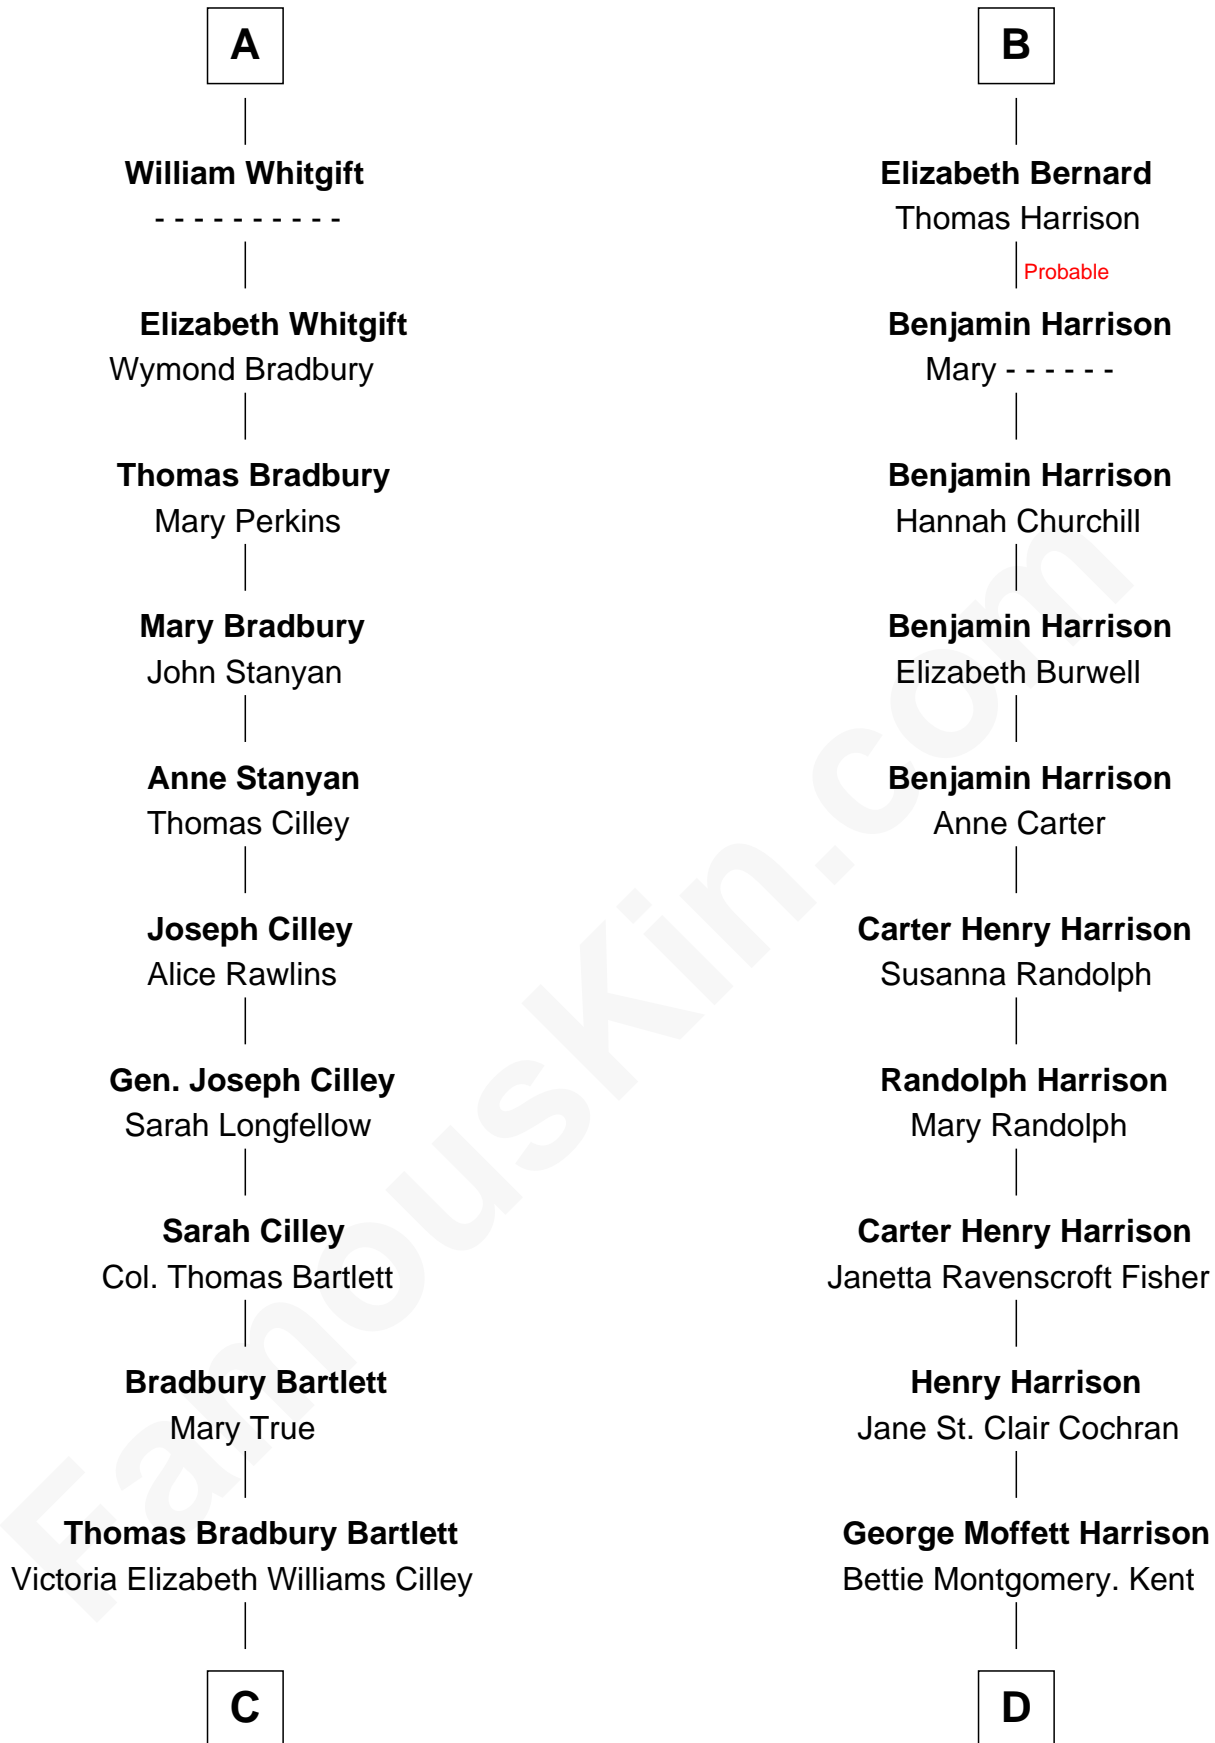 A
William Whitgift
- - - - - - - - - -
Elizabeth Whitgift
Wymond Bradbury
Thomas Bradbury
Mary Perkins
Mary Bradbury
John Stanyan
Anne Stanyan
Thomas Cilley
Joseph Cilley
Alice Rawlins
Gen. Joseph Cilley
Sarah Longfellow
Sarah Cilley
Col. Thomas Bartlett
Bradbury Bartlett
Mary True
Thomas Bradbury Bartlett
Victoria Elizabeth Williams Cilley
C
B
Elizabeth Bernard
Thomas Harrison
Probable
Benjamin Harrison
Mary - - - - - -
Benjamin Harrison
Hannah Churchill
Benjamin Harrison
Elizabeth Burwell
Benjamin Harrison
Anne Carter
Carter Henry Harrison
Susanna Randolph
Randolph Harrison
Mary Randolph
Carter Henry Harrison
Janetta Ravenscroft Fisher
Henry Harrison
Jane St. Clair Cochran
George Moffett Harrison
Bettie Montgomery. Kent
D
FamousKin.com